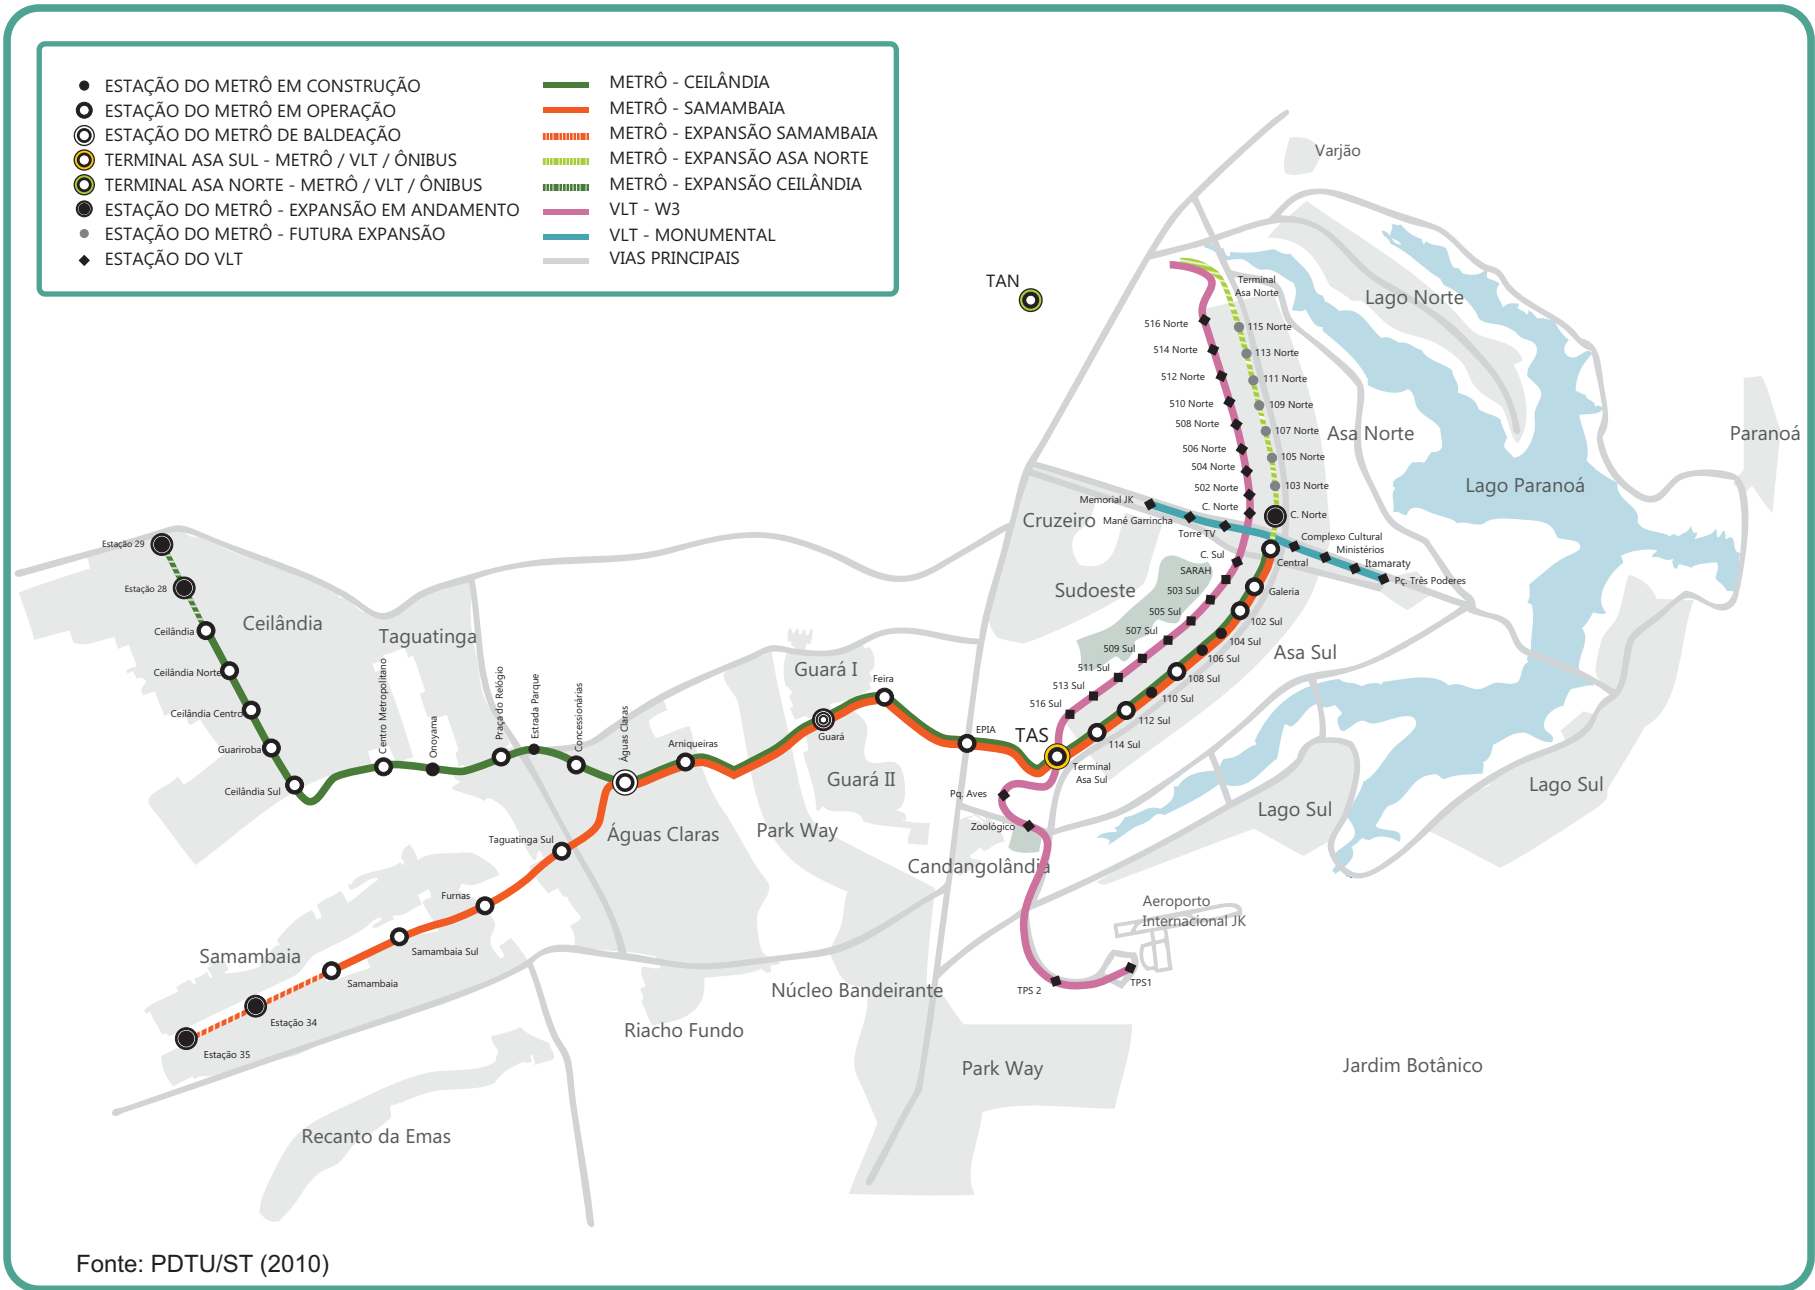 ESTAÇÃO DO METRÔ EM CONSTRUÇÃO
ESTAÇÃO DO METRÔ EM OPERAÇÃO
ESTAÇÃO DO METRÔ DE BALDEAÇÃO
TERMINAL ASA SUL - METRÔ / VLT / ÔNIBUS
TERMINAL ASA NORTE - METRÔ / VLT / ÔNIBUS
ESTAÇÃO DO METRÔ - EXPANSÃO EM ANDAMENTO
ESTAÇÃO DO METRÔ - FUTURA EXPANSÃO
ESTAÇÃO DO VLT
METRÔ - CEILÂNDIA
METRÔ - SAMAMBAIA
METRÔ - EXPANSÃO SAMAMBAIA
METRÔ - EXPANSÃO ASA NORTE
METRÔ - EXPANSÃO CEILÂNDIA
VLT - W3
VLT - MONUMENTAL
VIAS PRINCIPAIS
Varjão
TAN
Terminal
Asa Norte
Lago Norte
516 Norte
115 Norte
514 Norte
113 Norte
512 Norte
111 Norte
510 Norte
109 Norte
508 Norte
107 Norte
Asa Norte
Paranoá
506 Norte
105 Norte
504 Norte
502 Norte
103 Norte
Lago Paranoá
Memorial JK
C. Norte
C. Norte
Cruzeiro
Mané Garrincha
Torre TV
Complexo Cultural
Ministérios
Itamaraty
Pç. Três Poderes
C. Sul
Central
SARAH
Sudoeste
503 Sul
Galeria
505 Sul
102 Sul
507 Sul
104 Sul
509 Sul
106 Sul
Asa Sul
511 Sul
108 Sul
513 Sul
110 Sul
516 Sul
112 Sul
TAS
114 Sul
Terminal
Asa Sul
Estação 29
Estação 28
Ceilândia
Ceilândia
Taguatinga
Ceilândia Norte
Ceilândia Centro
Guariroba
Ceilândia Sul
Centro Metropolitano
Onoyama
Praça do Relógio
Estrada Parque
Concessionárias
Águas Claras
Arniqueiras
Guará I
Guará
Feira
EPIA
Guará II
Pq. Aves
Zoológico
Lago Sul
Lago Sul
Taguatinga Sul
Águas Claras
Park Way
Candangolândia
Furnas
Aeroporto
Internacional JK
Samambaia
Samambaia Sul
Samambaia
TPS 2
TPS1
Núcleo Bandeirante
Estação 34
Riacho Fundo
Estação 35
Park Way
Jardim Botânico
Recanto da Emas
Fonte: PDTU/ST (2010)